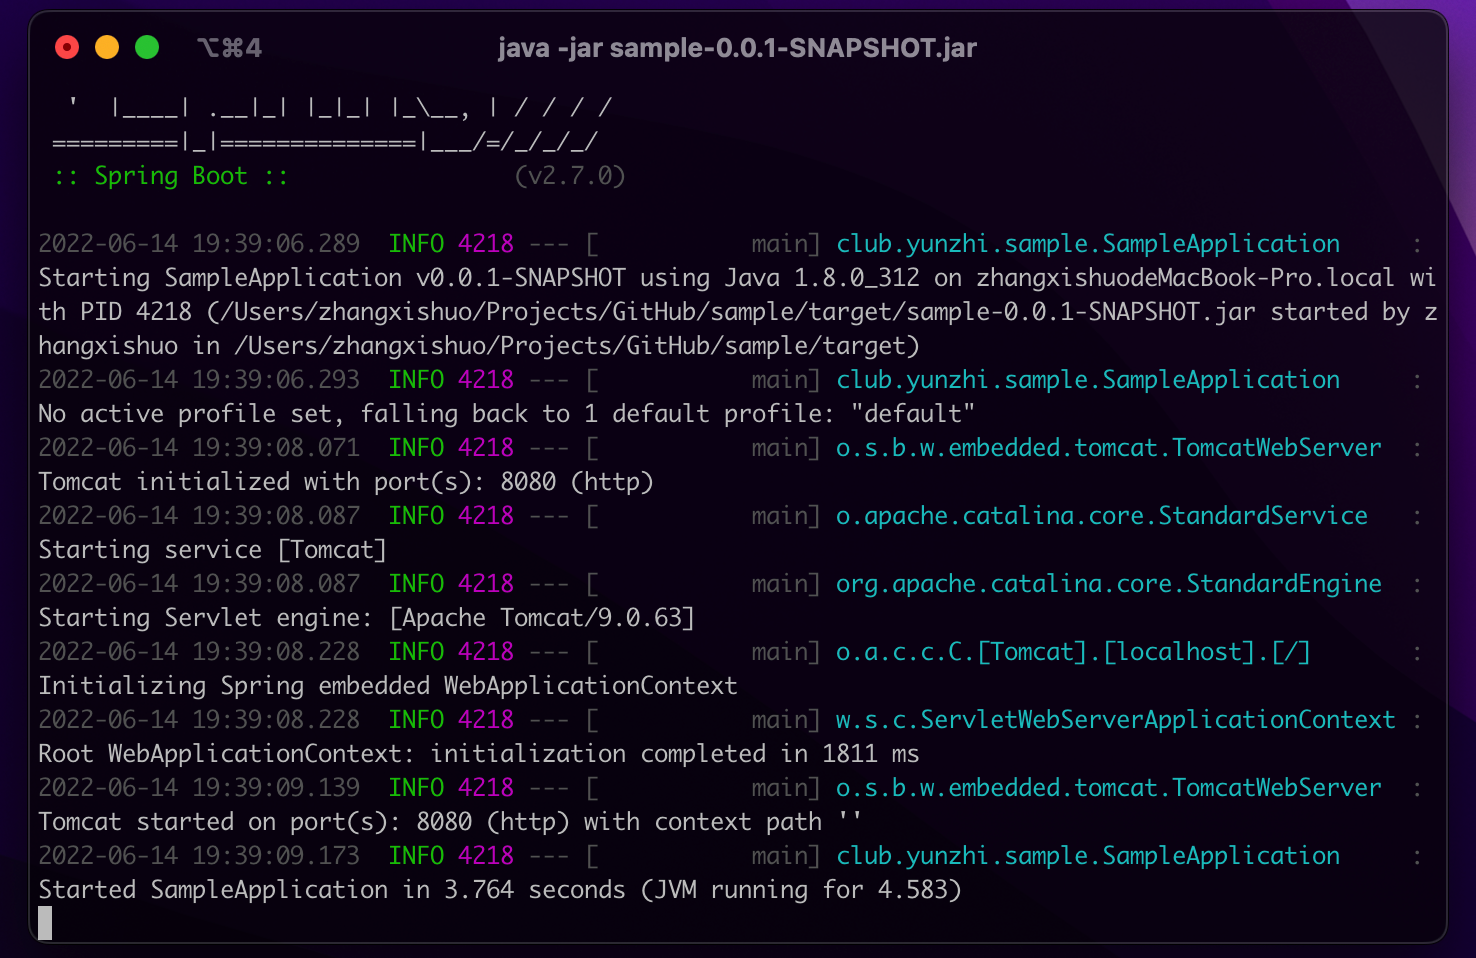 ⌥⌘4 java -jar sample-0.0.1-SNAPSHOT.jar
  '  |____| .__|_| |_|_| |_\__, | / / / /
 =========|_|==============|___/=/_/_/_/
 :: Spring Boot ::                (v2.7.0)
2022-06-14 19:39:06.289  INFO 4218 --- [           main] club.yunzhi.sample.SampleApplication     :
Starting SampleApplication v0.0.1-SNAPSHOT using Java 1.8.0_312 on zhangxishuodeMacBook-Pro.local wi
th PID 4218 (/Users/zhangxishuo/Projects/GitHub/sample/target/sample-0.0.1-SNAPSHOT.jar started by z
hangxishuo in /Users/zhangxishuo/Projects/GitHub/sample/target)
2022-06-14 19:39:06.293  INFO 4218 --- [           main] club.yunzhi.sample.SampleApplication     :
No active profile set, falling back to 1 default profile: "default"
2022-06-14 19:39:08.071  INFO 4218 --- [           main] o.s.b.w.embedded.tomcat.TomcatWebServer  :
Tomcat initialized with port(s): 8080 (http)
2022-06-14 19:39:08.087  INFO 4218 --- [           main] o.apache.catalina.core.StandardService   :
Starting service [Tomcat]
2022-06-14 19:39:08.087  INFO 4218 --- [           main] org.apache.catalina.core.StandardEngine  :
Starting Servlet engine: [Apache Tomcat/9.0.63]
2022-06-14 19:39:08.228  INFO 4218 --- [           main] o.a.c.c.C.[Tomcat].[localhost].[/]       :
Initializing Spring embedded WebApplicationContext
2022-06-14 19:39:08.228  INFO 4218 --- [           main] w.s.c.ServletWebServerApplicationContext :
Root WebApplicationContext: initialization completed in 1811 ms
2022-06-14 19:39:09.139  INFO 4218 --- [           main] o.s.b.w.embedded.tomcat.TomcatWebServer  :
Tomcat started on port(s): 8080 (http) with context path ''
2022-06-14 19:39:09.173  INFO 4218 --- [           main] club.yunzhi.sample.SampleApplication     :
Started SampleApplication in 3.764 seconds (JVM running for 4.583)